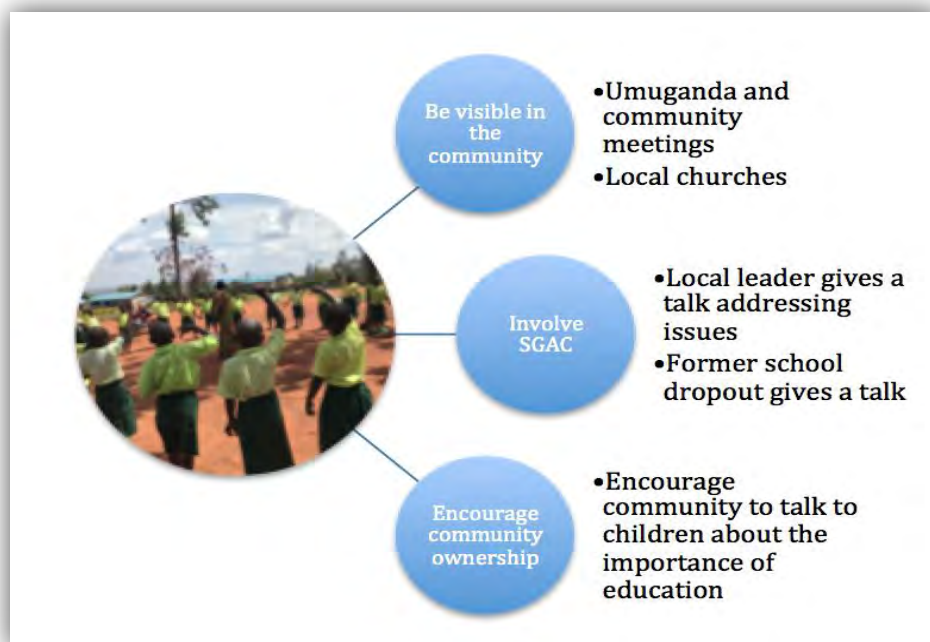 Be visible in
the
community
•Umuganda and
community
meetings
•Local churches
Involve
SGAC
•Local leader gives a
talk addressing
issues
•Former school
dropout gives a talk
Encourage
community
ownership
•Encourage
community to talk to
children about the
importance of
education